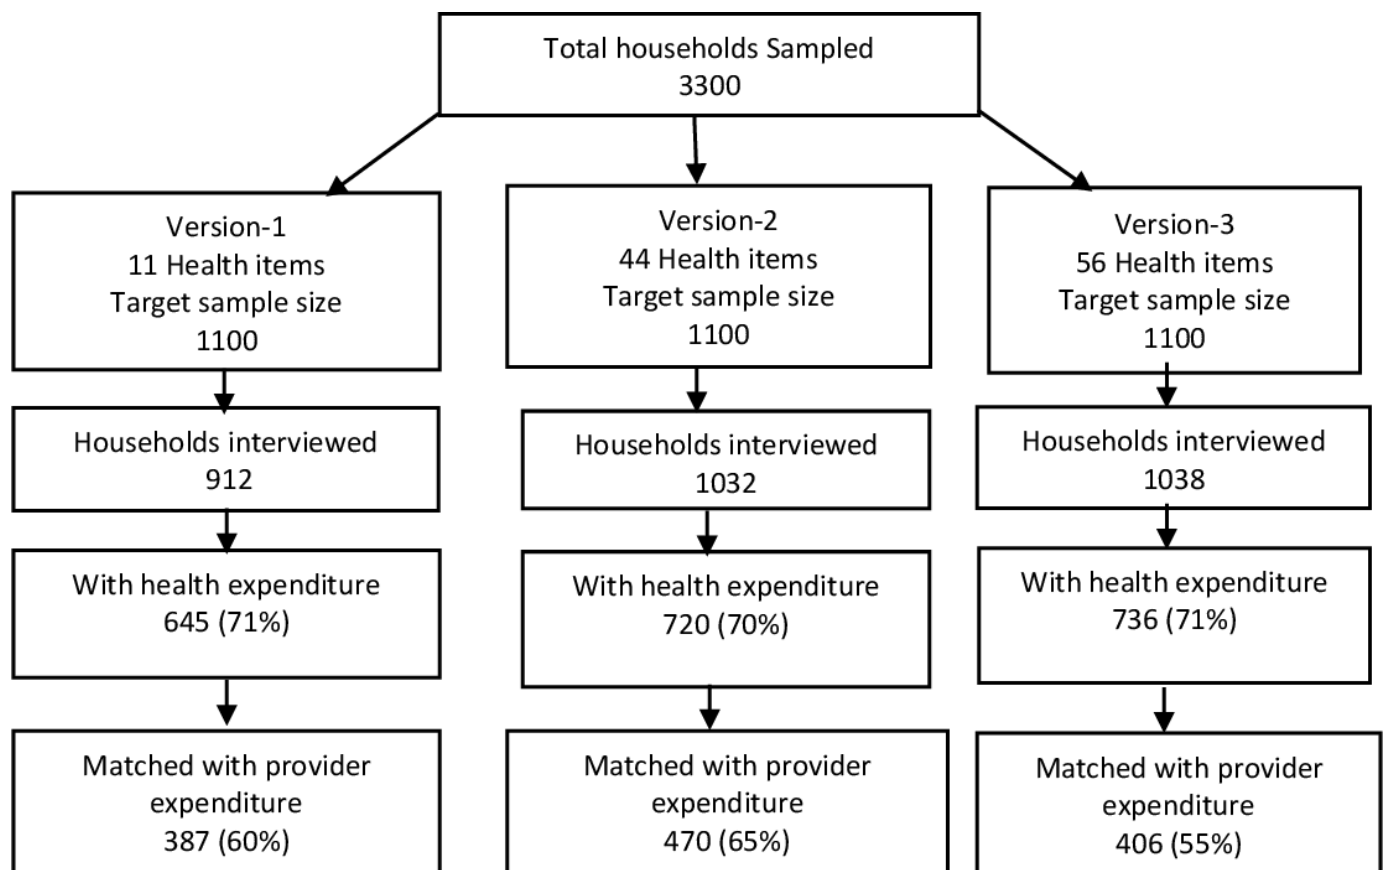 Total households Sampled
3300
Version-1
11 Health items
Target sample size
1100
Version-2
44 Health items
Target sample size
1100
Version-3
56 Health items
Target sample size
1100
Households interviewed
912
Households interviewed
1032
Households interviewed
1038
With health expenditure
645 (71%)
With health expenditure
720 (70%)
With health expenditure
736 (71%)
Matched with provider
expenditure
387 (60%)
Matched with provider
expenditure
470 (65%)
Matched with provider
expenditure
406 (55%)